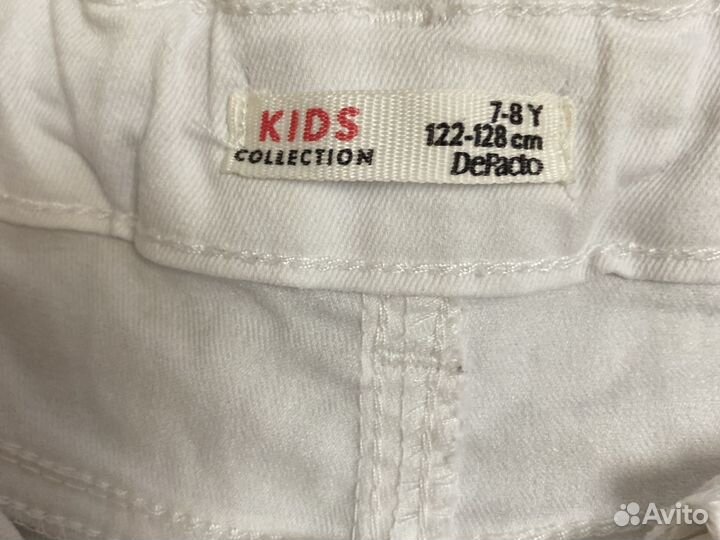 KIDS
COLLECTION
7-8 Y
122-128 cm
DeFacto
Avito